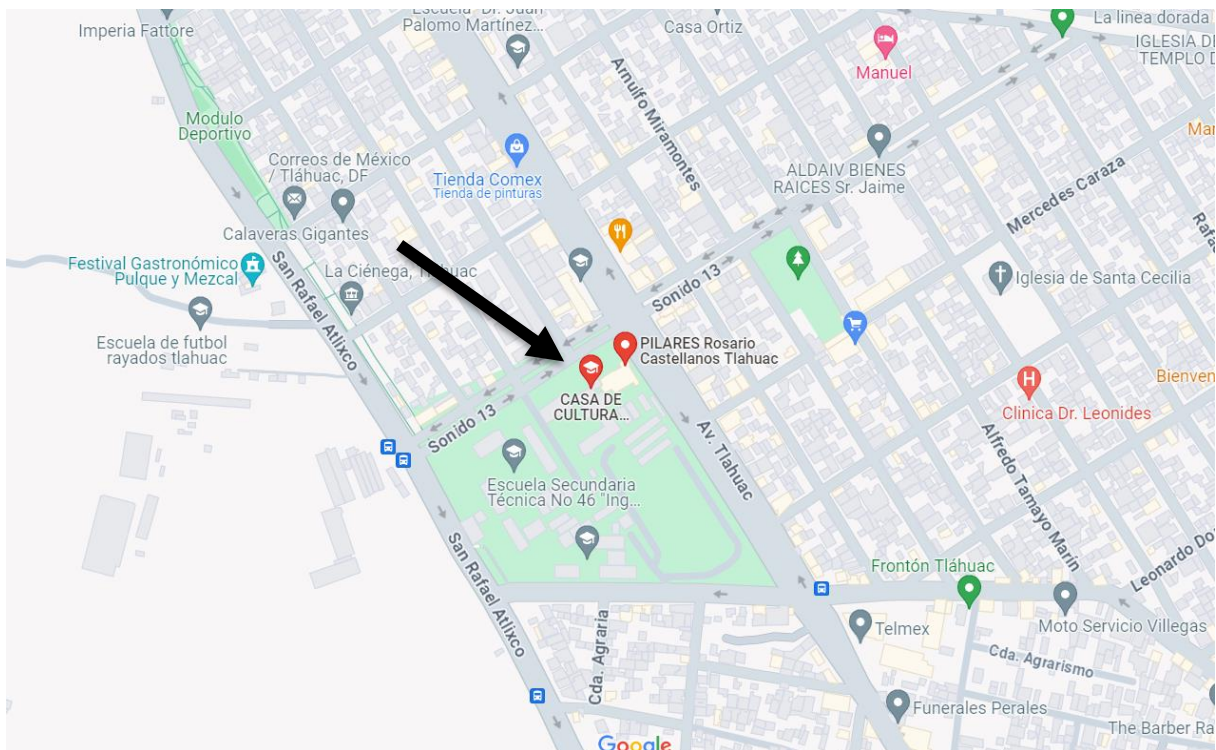 Imperia Fattore
Escuela "Dr. Juan
Palomo Martínez...
Casa Ortiz
La linea dorada
IGLESIA DE
TEMPLO D
Manuel
Modulo
Deportivo
Arnulfo Miramontes
Correos de México
/ Tláhuac, DF
Tienda Comex
Tienda de pinturas
ALDAIV BIENES
RAICES Sr. Jaime
Mar
Mercedes Caraza
Rafa
Calaveras Gigantes
Festival Gastronómico
Pulque y Mezcal
La Ciénega, Tláhuac
San Rafael Atlixco
Sonido 13
Iglesia de Santa Cecilia
Escuela de futbol
rayados tlahuac
PILARES Rosario
Castellanos Tlahuac
CASA DE
CULTURA...
Bienven
H
Clinica Dr. Leonides
Sonido 13
Av. Tlahuac
Alfredo Tamayo Marín
Escuela Secundaria
Técnica No 46 "Ing...
San Rafael Atlixco
Leonardo Do
Frontón Tláhuac
Cda. Agraria
Telmex
Moto Servicio Villegas
Cda. Agrarismo
Funerales Perales
The Barber Ra
Google